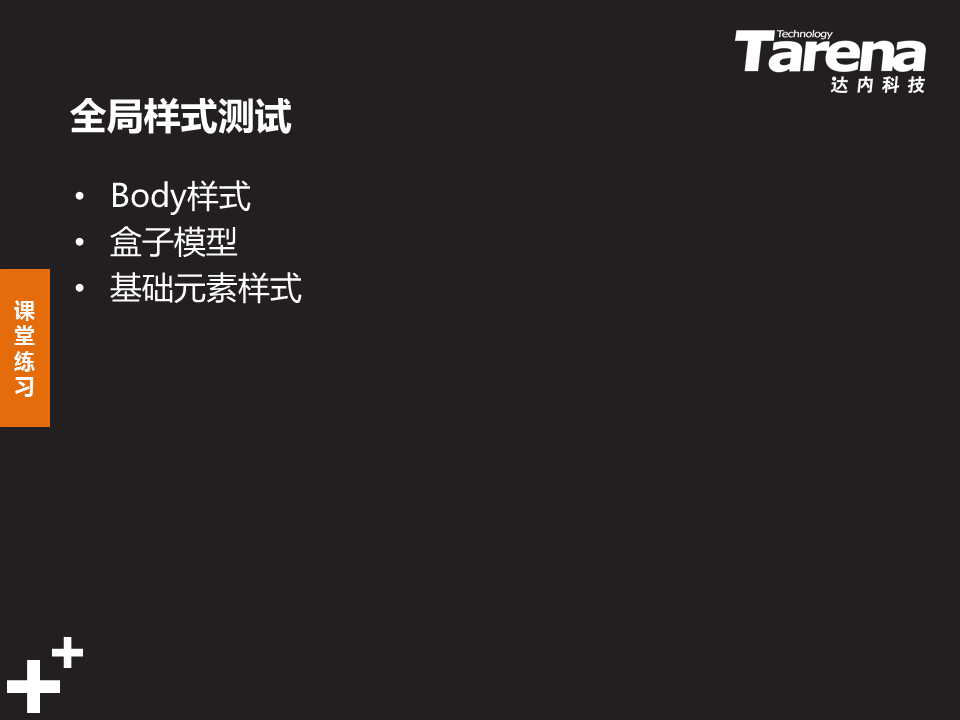 Technology
Tarena
达内科技
全局样式测试
• Body样式
• 盒子模型
• 基础元素样式
课
堂
练
习